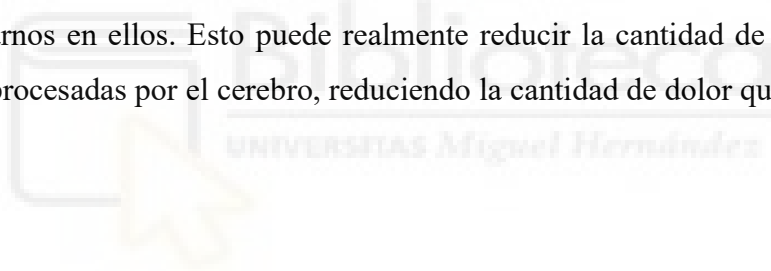 rnos en ellos. Esto puede realmente reducir la cantidad de
Biblioteca
procesadas por el cerebro, reduciendo la cantidad de dolor qu
UNIVERSITAS Miguel Hernández